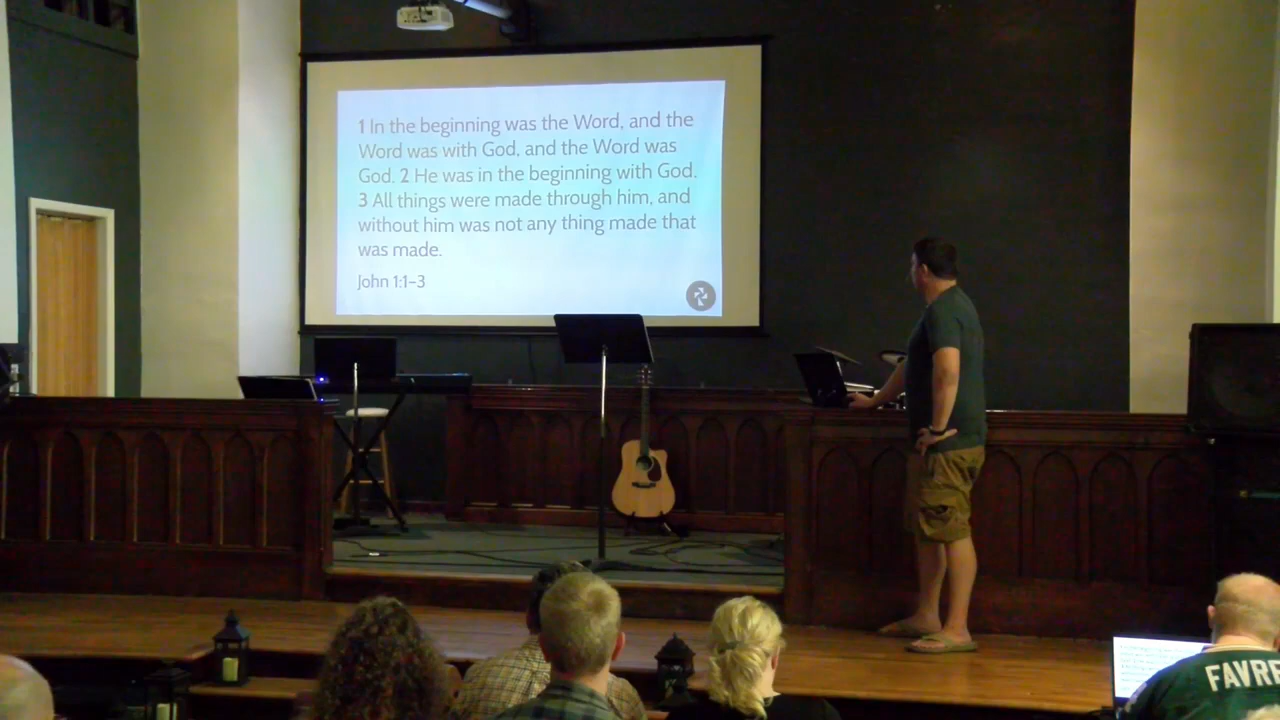 1 In the beginning was the Word, and the
Word was with God, and the Word was
God. 2 He was in the beginning with God.
3 All things were made through him, and
without him was not any thing made that
was made.
John 1:1-3
FAVRE